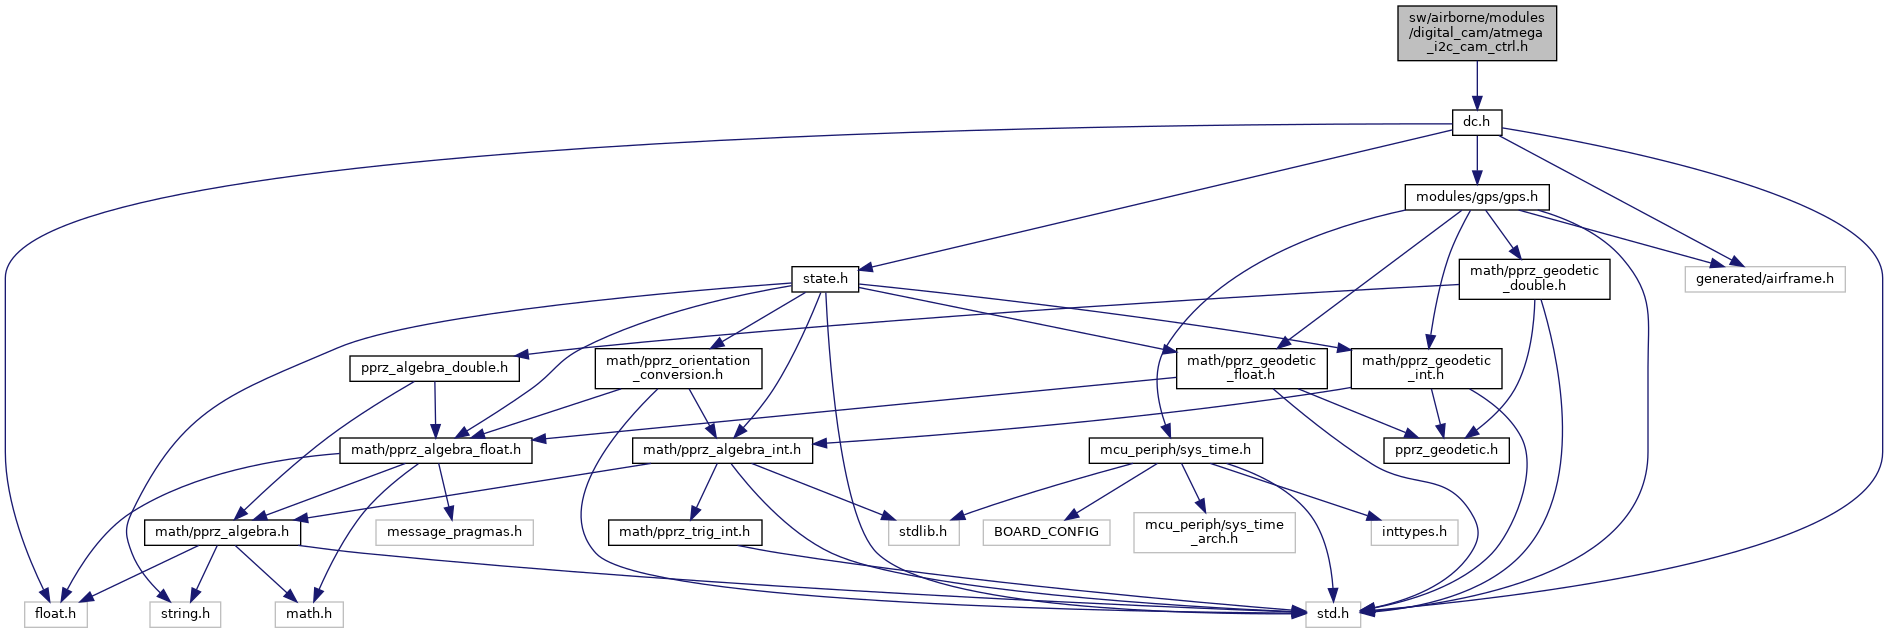 sw/airborne/modules
/digital_cam/atmega
_i2c_cam_ctrl.h
dc.h
modules/gps/gps.h
state.h
math/pprz_geodetic
_double.h
generated/airframe.h
pprz_algebra_double.h
math/pprz_orientation
_conversion.h
math/pprz_geodetic
_float.h
math/pprz_geodetic
_int.h
math/pprz_algebra_float.h
math/pprz_algebra_int.h
mcu_periph/sys_time.h
pprz_geodetic.h
math/pprz_algebra.h
message_pragmas.h
math/pprz_trig_int.h
stdlib.h
BOARD_CONFIG
mcu_periph/sys_time
_arch.h
inttypes.h
float.h
string.h
math.h
std.h